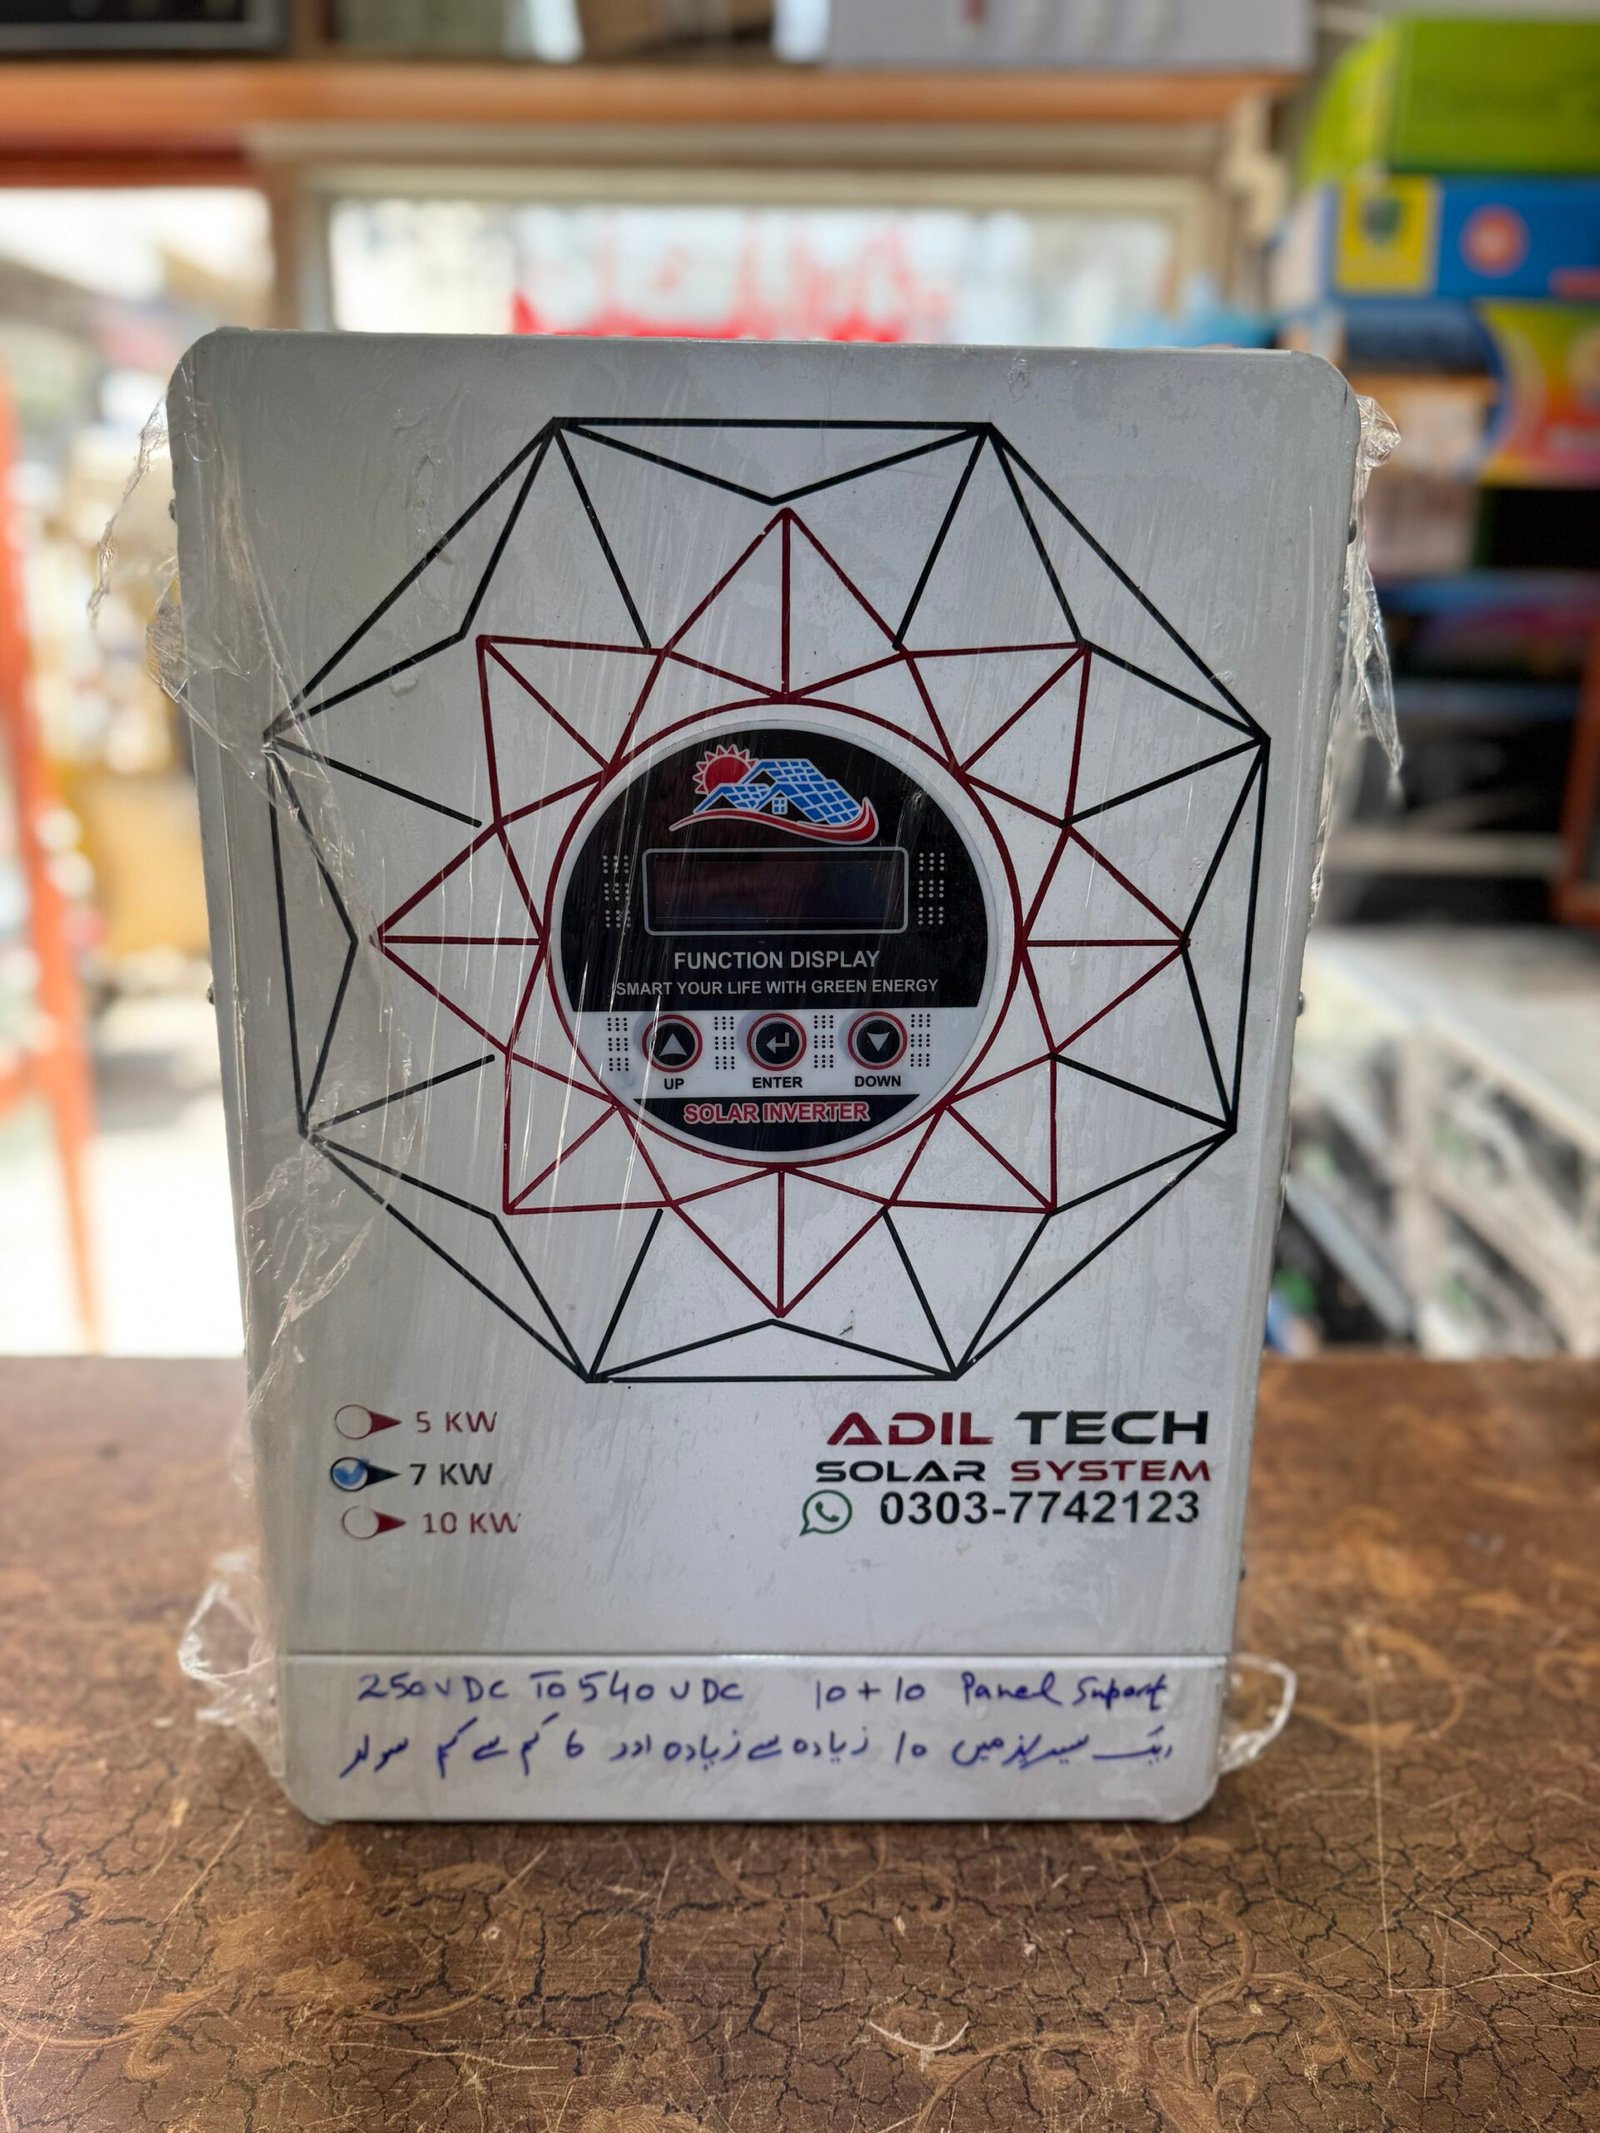 FUNCTION DISPLAY
SMART YOUR LIFE WITH GREEN ENERGY
UP ENTER DOWN
SOLAR INVERTER
5 KW
7 KW
10 KW
ADIL TECH
SOLAR SYSTEM
0303-7742123
250VDC TO 540VDC 10+10 Panel Suport
ایک سیریز میں 10 زیادہ سے زیادہ اور 6 کم سے کم سولر